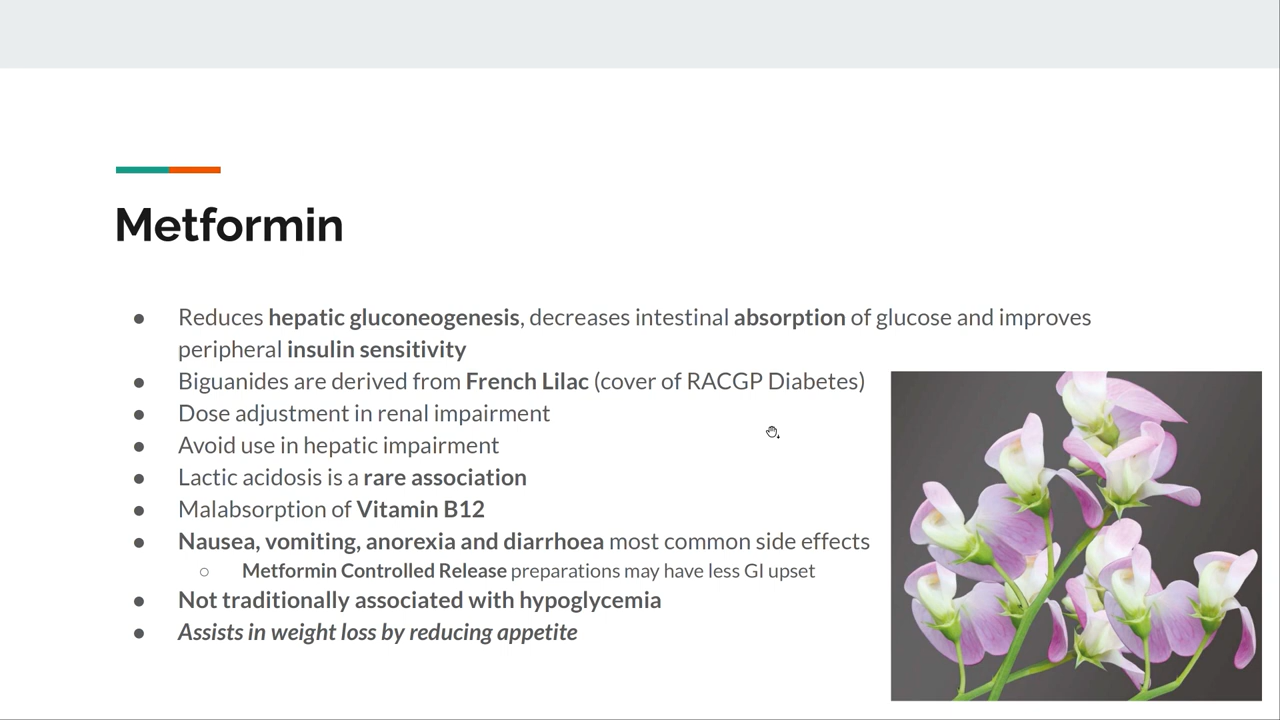 Metformin
● Reduces hepatic gluconeogenesis, decreases intestinal absorption of glucose and improves
peripheral insulin sensitivity
● Biguanides are derived from French Lilac (cover of RACGP Diabetes)
● Dose adjustment in renal impairment
● Avoid use in hepatic impairment
● Lactic acidosis is a rare association
● Malabsorption of Vitamin B12
● Nausea, vomiting, anorexia and diarrhoea most common side effects
○ Metformin Controlled Release preparations may have less GI upset
● Not traditionally associated with hypoglycemia
● Assists in weight loss by reducing appetite